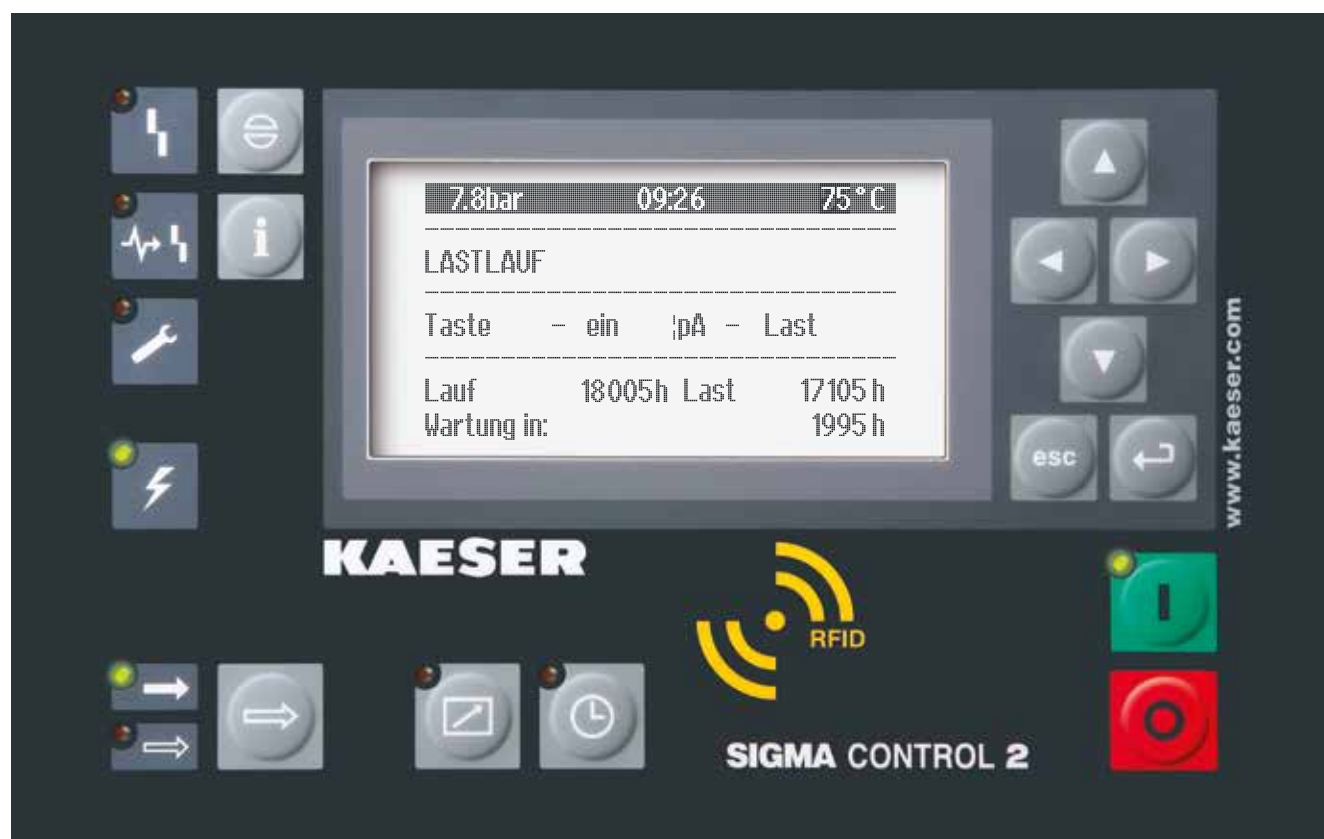 7.8bar 09:26 75°C
LASTLAUF
Taste - ein ¦pA - Last
Lauf 18005h Last 17105h
Wartung in: 1995h
esc
www.kaeser.com
KAESER
RFID
SIGMA CONTROL 2